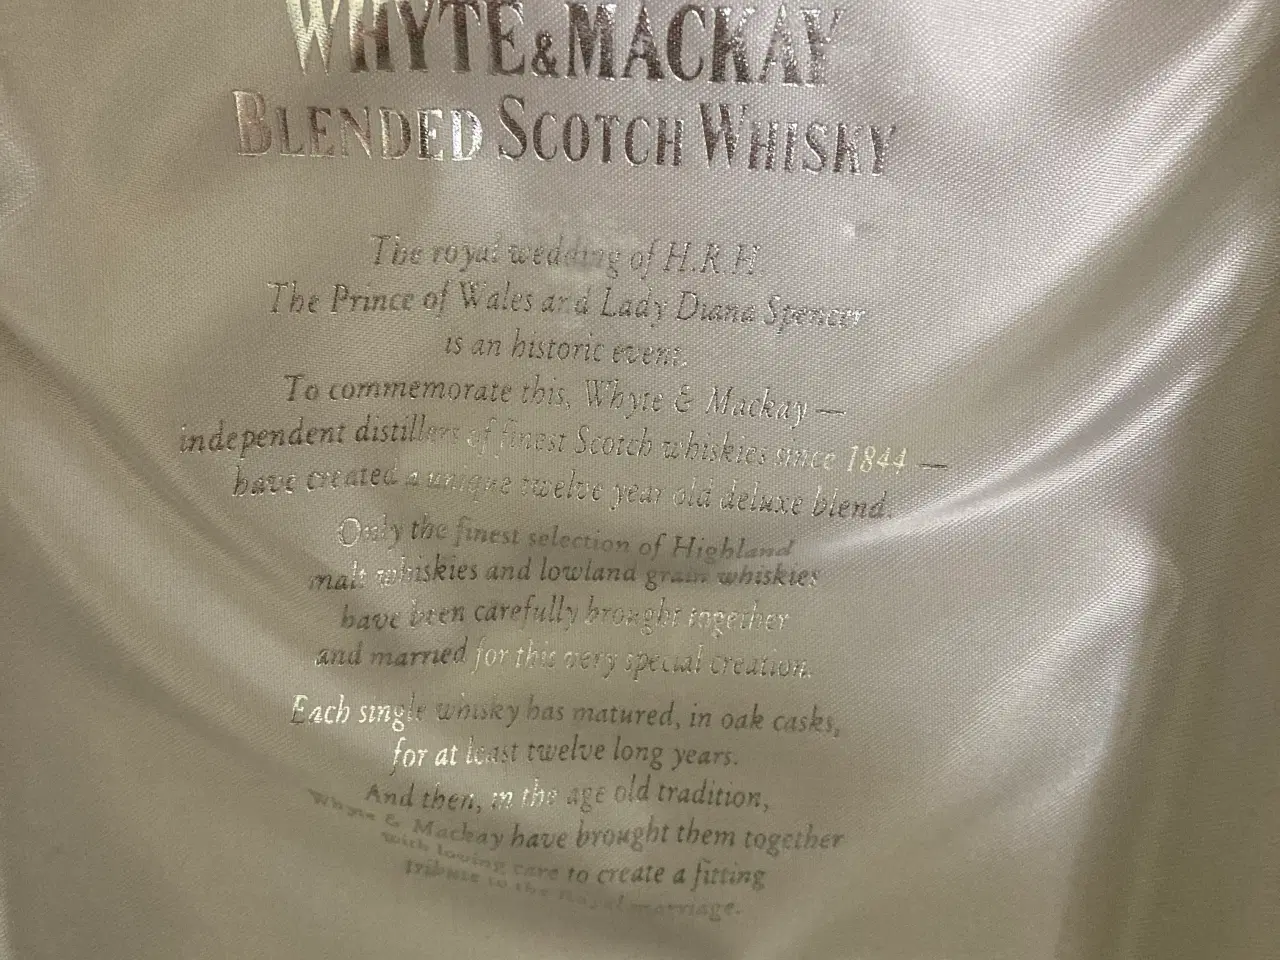 WHYTE & MACKAY
BLENDED SCOTCH WHISKY
The royal wedding of H.R.H.
The Prince of Wales and Lady Diana Spencer
is an historic event.
To commemorate this, Whyte & Mackay —
independent distillers of finest Scotch whiskies since 1844 —
have created a unique twelve year old deluxe blend.
Only the finest selection of Highland
malt whiskies and lowland grain whiskies
have been carefully brought together
and married for this very special creation.
Each single whisky has matured, in oak casks,
for at least twelve long years.
And then, in the age old tradition,
Whyte & Mackay have brought them together
with loving care to create a fitting
tribute to the Royal marriage.